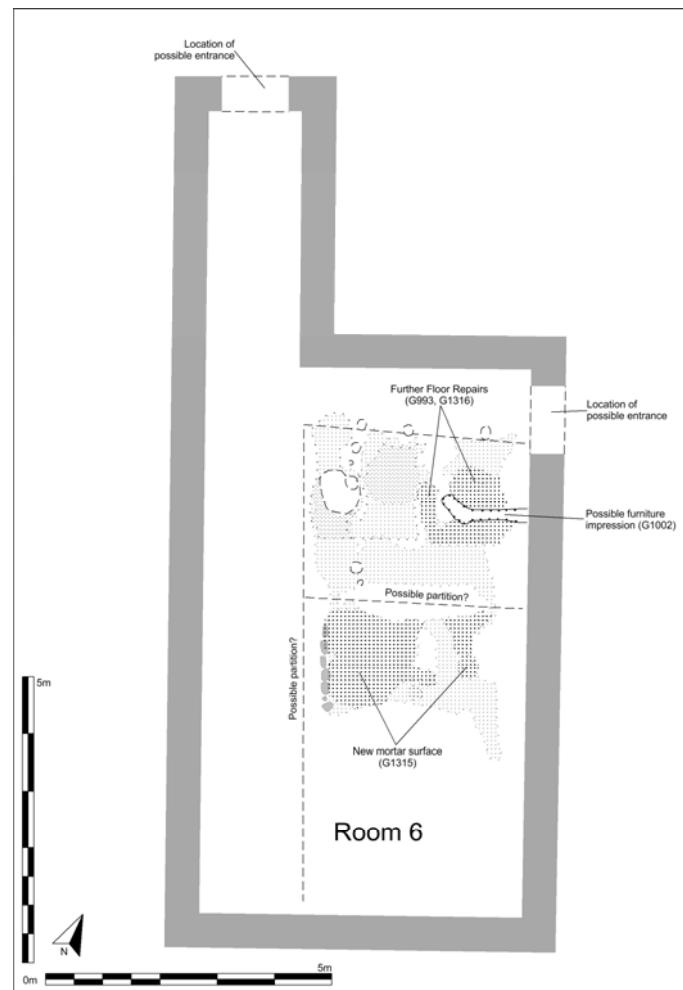 Location of
possible entrance
Further Floor Repairs
(G993, G1316)
Location of
possible entrance
Possible furniture
impression (G1002)
Possible partition?
Possible partition?
New mortar surface
(G1315)
Room 6
5m
N
0m
5m